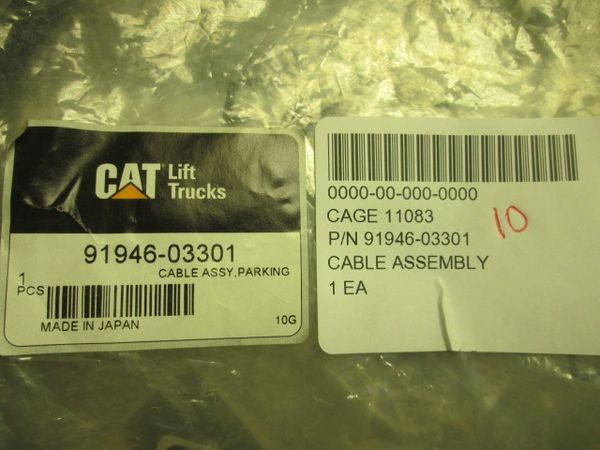 CAT Lift Trucks
91946-03301
CABLE ASSY,PARKING
1
PCS
MADE IN JAPAN
10G
0000-00-000-0000
CAGE 11083
P/N 91946-03301
CABLE ASSEMBLY
1 EA
10